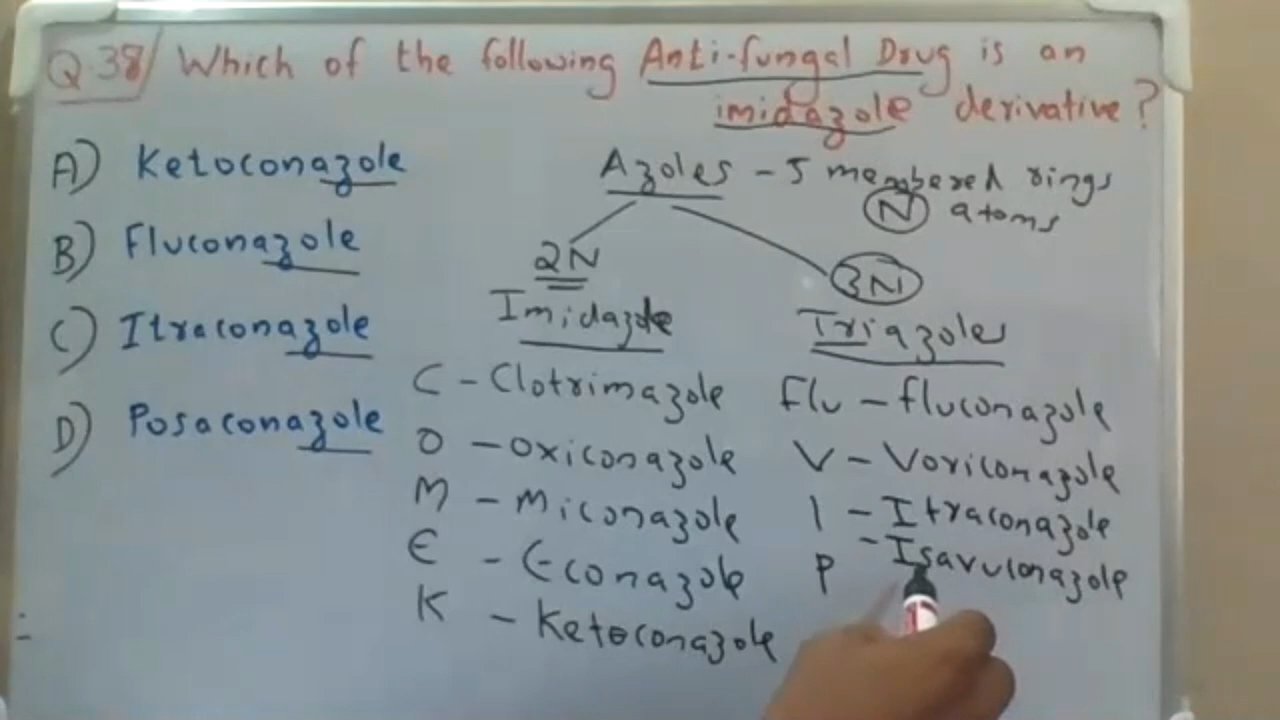 Q.38/ Which of the following Anti-fungal Drug is an
imidazole derivative?
A) Ketoconazole
B) Fluconazole
C) Itraconazole
D) Posaconazole
Azoles - 5 membered rings
N atoms
2N
Imidazole
C - Clotrimazole
O - Oxiconazole
M - Miconazole
E - Econazole
K - Ketoconazole
3N
Triazoles
Flu - fluconazole
V - Voriconazole
I - Itraconazole
- Isavuconazole
P